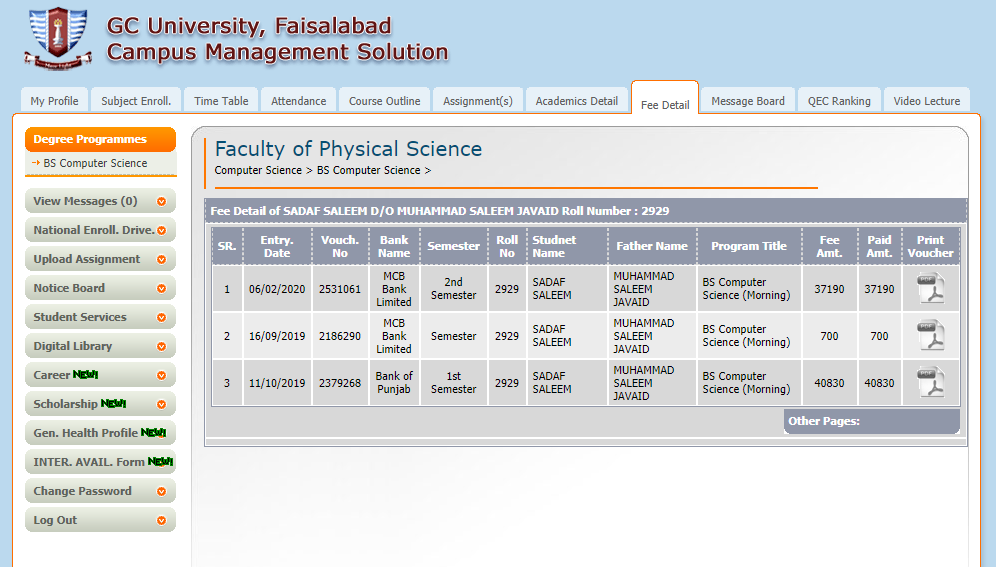 GC University, Faisalabad
Campus Management Solution
My Profile Subject Enroll. Time Table Attendance Course Outline Assignment(s) Academics Detail Fee Detail Message Board QEC Ranking Video Lecture
Degree Programmes
BS Computer Science
View Messages (0)
National Enroll. Drive.
Upload Assignment
Notice Board
Student Services
Digital Library
Career NEW!
Scholarship NEW!
Gen. Health Profile NEW!
INTER. AVAIL. Form NEW!
Change Password
Log Out
Faculty of Physical Science
Computer Science > BS Computer Science >
Fee Detail of SADAF SALEEM D/O MUHAMMAD SALEEM JAVAID Roll Number : 2929
SR. Entry. Date Vouch. No Bank Name Semester Roll No Studnet Name Father Name Program Title Fee Amt. Paid Amt. Print Voucher
1 06/02/2020 2531061 MCB Bank Limited 2nd Semester 2929 SADAF SALEEM MUHAMMAD SALEEM JAVAID BS Computer Science (Morning) 37190 37190 PDF
2 16/09/2019 2186290 MCB Bank Limited Semester 2929 SADAF SALEEM MUHAMMAD SALEEM JAVAID BS Computer Science (Morning) 700 700 PDF
3 11/10/2019 2379268 Bank of Punjab 1st Semester 2929 SADAF SALEEM MUHAMMAD SALEEM JAVAID BS Computer Science (Morning) 40830 40830 PDF
Other Pages: